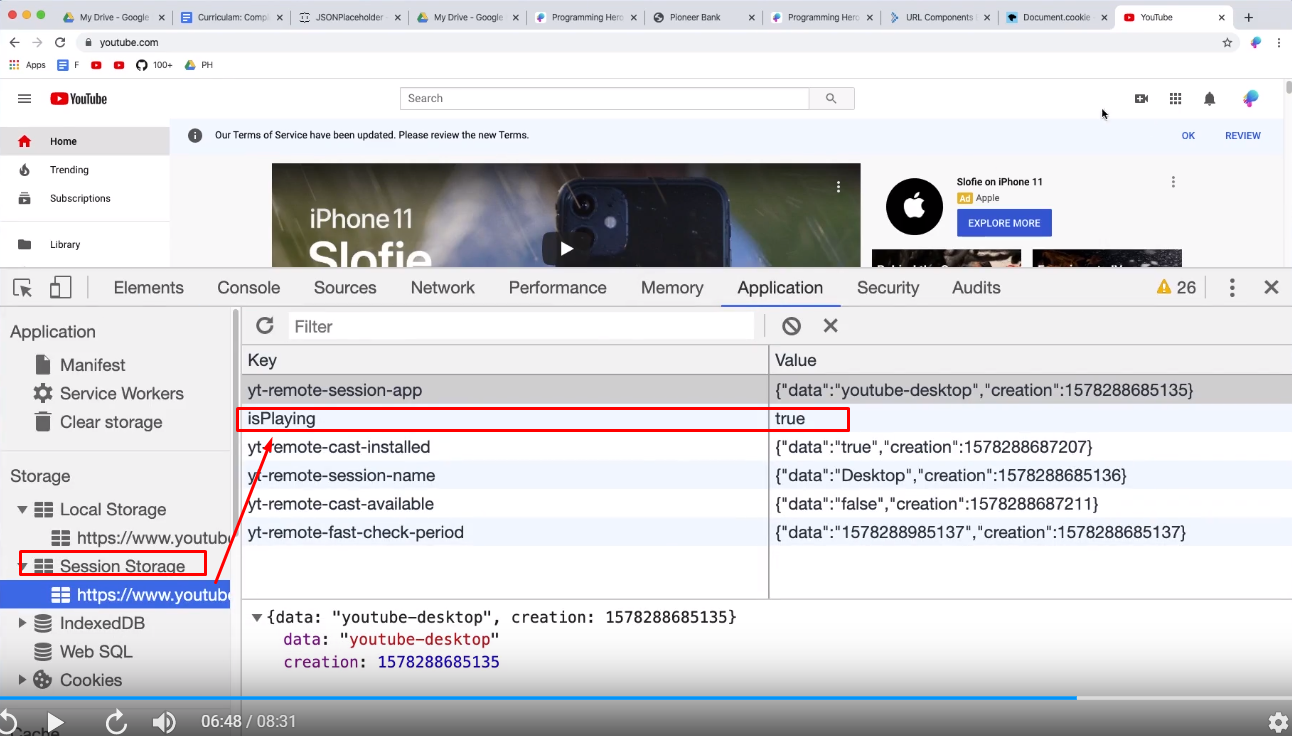 My Drive - Google
Curriculam: Compl
JSONPlaceholder
My Drive - Google
Programming Hero
Pioneer Bank
Programming Hero
URL Components
Document.cookie
YouTube
youtube.com
Apps
F
100+
PH
YouTube
Search
Home
Trending
Subscriptions
Library
Our Terms of Service have been updated. Please review the new Terms.
OK
REVIEW
iPhone 11
Slofie
Slofie on iPhone 11
Ad Apple
EXPLORE MORE
Elements Console Sources Network Performance Memory Application Security Audits
26
Application
Manifest
Service Workers
Clear storage
Storage
Local Storage
https://www.youtube
Session Storage
https://www.youtube
IndexedDB
Web SQL
Cookies
Cache
Filter
Key Value
yt-remote-session-app {"data":"youtube-desktop","creation":1578288685135}
isPlaying true
yt-remote-cast-installed {"data":"true","creation":1578288687207}
yt-remote-session-name {"data":"Desktop","creation":1578288685136}
yt-remote-cast-available {"data":"false","creation":1578288687211}
yt-remote-fast-check-period {"data":"1578288985137","creation":1578288685137}
{data: "youtube-desktop", creation: 1578288685135}
data: "youtube-desktop"
creation: 1578288685135
06:48 / 08:31